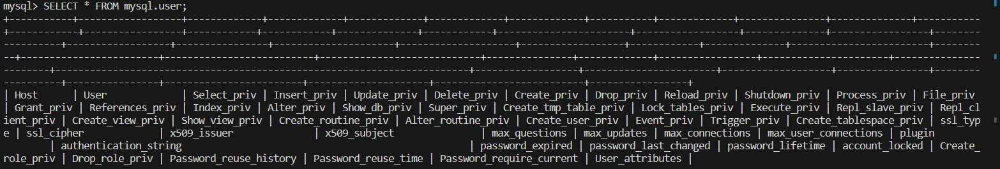 mysql> SELECT * FROM mysql.user;
+-----------+------------------+-------------+-------------+-------------+-------------+-------------+-----------+-------------+---------------+--------------+-----------
+------------+-----------------+------------+------------+--------------+------------+-----------------------+------------------+--------------+-----------------+---------
----------+------------------+----------------+---------------------+--------------------+------------------+------------+--------------+------------------------+--------
--+------------------------+----------------------------+---------------------------+---------------+-------------+-----------------+----------------------+--------------
--------+------------------------------------------------------------------------+------------------+-----------------------+-------------------+----------------+--------
----------+----------------+------------------------+---------------------+--------------------------+-----------------+
| Host      | User             | Select_priv | Insert_priv | Update_priv | Delete_priv | Create_priv | Drop_priv | Reload_priv | Shutdown_priv | Process_priv | File_priv
| Grant_priv | References_priv | Index_priv | Alter_priv | Show_db_priv | Super_priv | Create_tmp_table_priv | Lock_tables_priv | Execute_priv | Repl_slave_priv | Repl_cl
ient_priv | Create_view_priv | Show_view_priv | Create_routine_priv | Alter_routine_priv | Create_user_priv | Event_priv | Trigger_priv | Create_tablespace_priv | ssl_typ
e | ssl_cipher             | x509_issuer                | x509_subject               | max_questions | max_updates | max_connections | max_user_connections | plugin
        | authentication_string                                                  | password_expired | password_last_changed | password_lifetime | account_locked | Create_
role_priv | Drop_role_priv | Password_reuse_history | Password_reuse_time | Password_require_current | User_attributes |